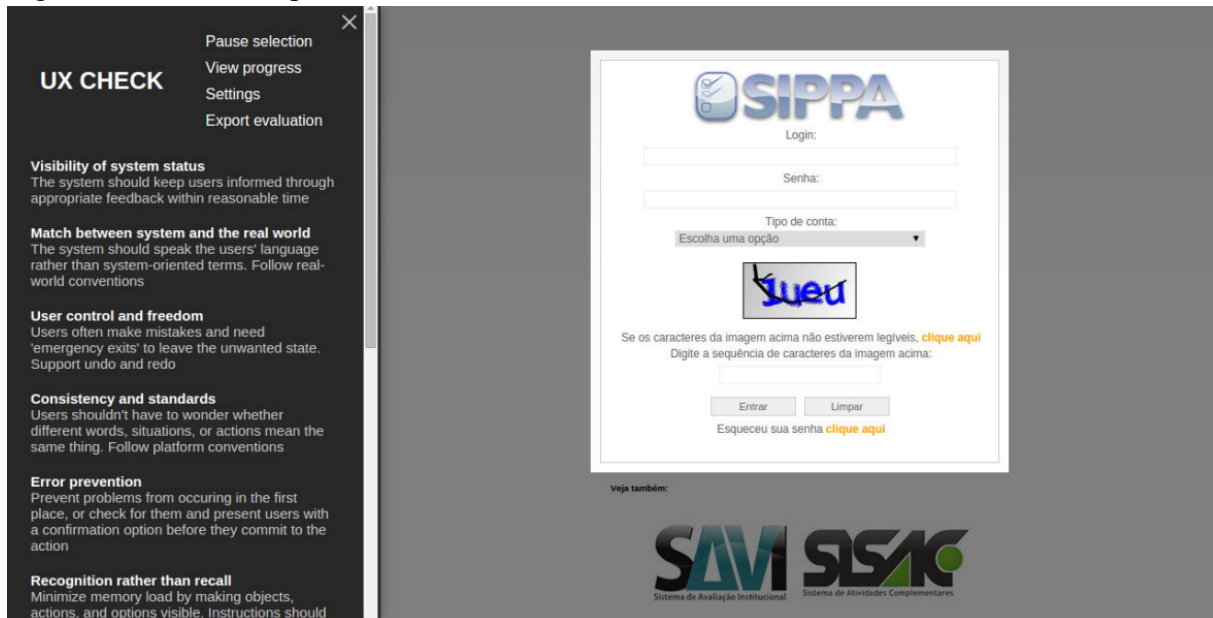 UX CHECK
Pause selection
View progress
Settings
Export evaluation
Visibility of system status
The system should keep users informed through
appropriate feedback within reasonable time
Match between system and the real world
The system should speak the users' language
rather than system-oriented terms. Follow real-
world conventions
User control and freedom
Users often make mistakes and need
'emergency exits' to leave the unwanted state.
Support undo and redo
Consistency and standards
Users shouldn't have to wonder whether
different words, situations, or actions mean the
same thing. Follow platform conventions
Error prevention
Prevent problems from occuring in the first
place, or check for them and present users with
a confirmation option before they commit to the
action
Recognition rather than recall
Minimize memory load by making objects,
actions, and options visible. Instructions should
SIPPA
Login:
Senha:
Tipo de conta:
Escolha uma opção
lueu
Se os caracteres da imagem acima não estiverem legíveis, clique aqui
Digite a sequência de caracteres da imagem acima:
Entrar Limpar
Esqueceu sua senha clique aqui
Veja também:
SAVI
Sistema de Avaliação Institucional
SISAC
Sistema de Atividades Complementares